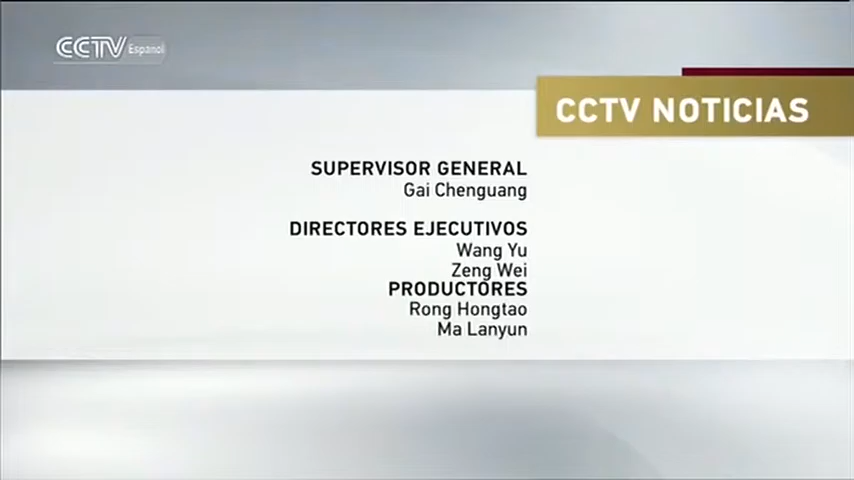 CCTV Español
CCTV NOTICIAS
SUPERVISOR GENERAL
Gai Chenguang
DIRECTORES EJECUTIVOS
Wang Yu
Zeng Wei
PRODUCTORES
Rong Hongtao
Ma Lanyun